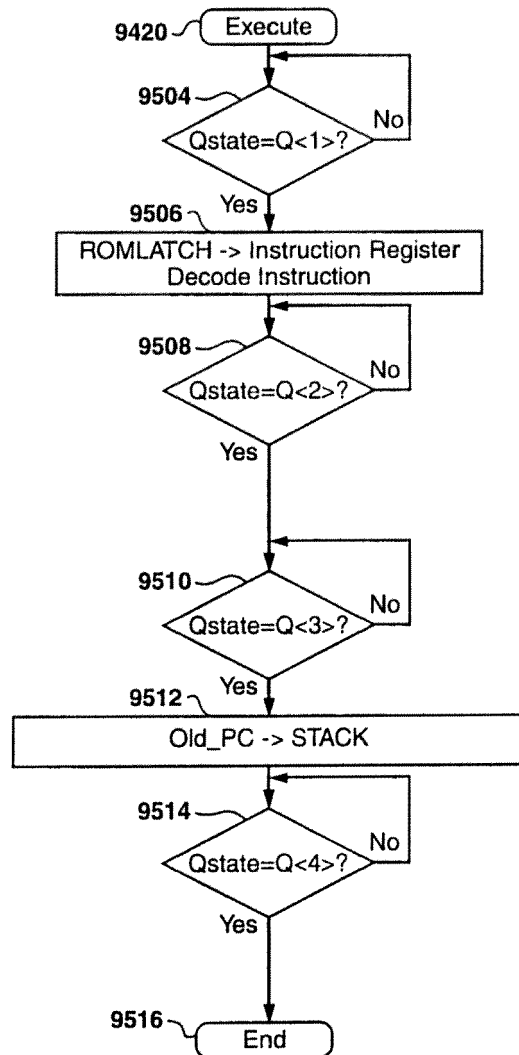 9420
Execute
9504
Qstate=Q<1>?
No
Yes
9506
ROMLATCH -> Instruction Register
Decode Instruction
9508
Qstate=Q<2>?
No
Yes
9510
Qstate=Q<3>?
No
Yes
9512
Old_PC -> STACK
9514
Qstate=Q<4>?
No
Yes
9516
End